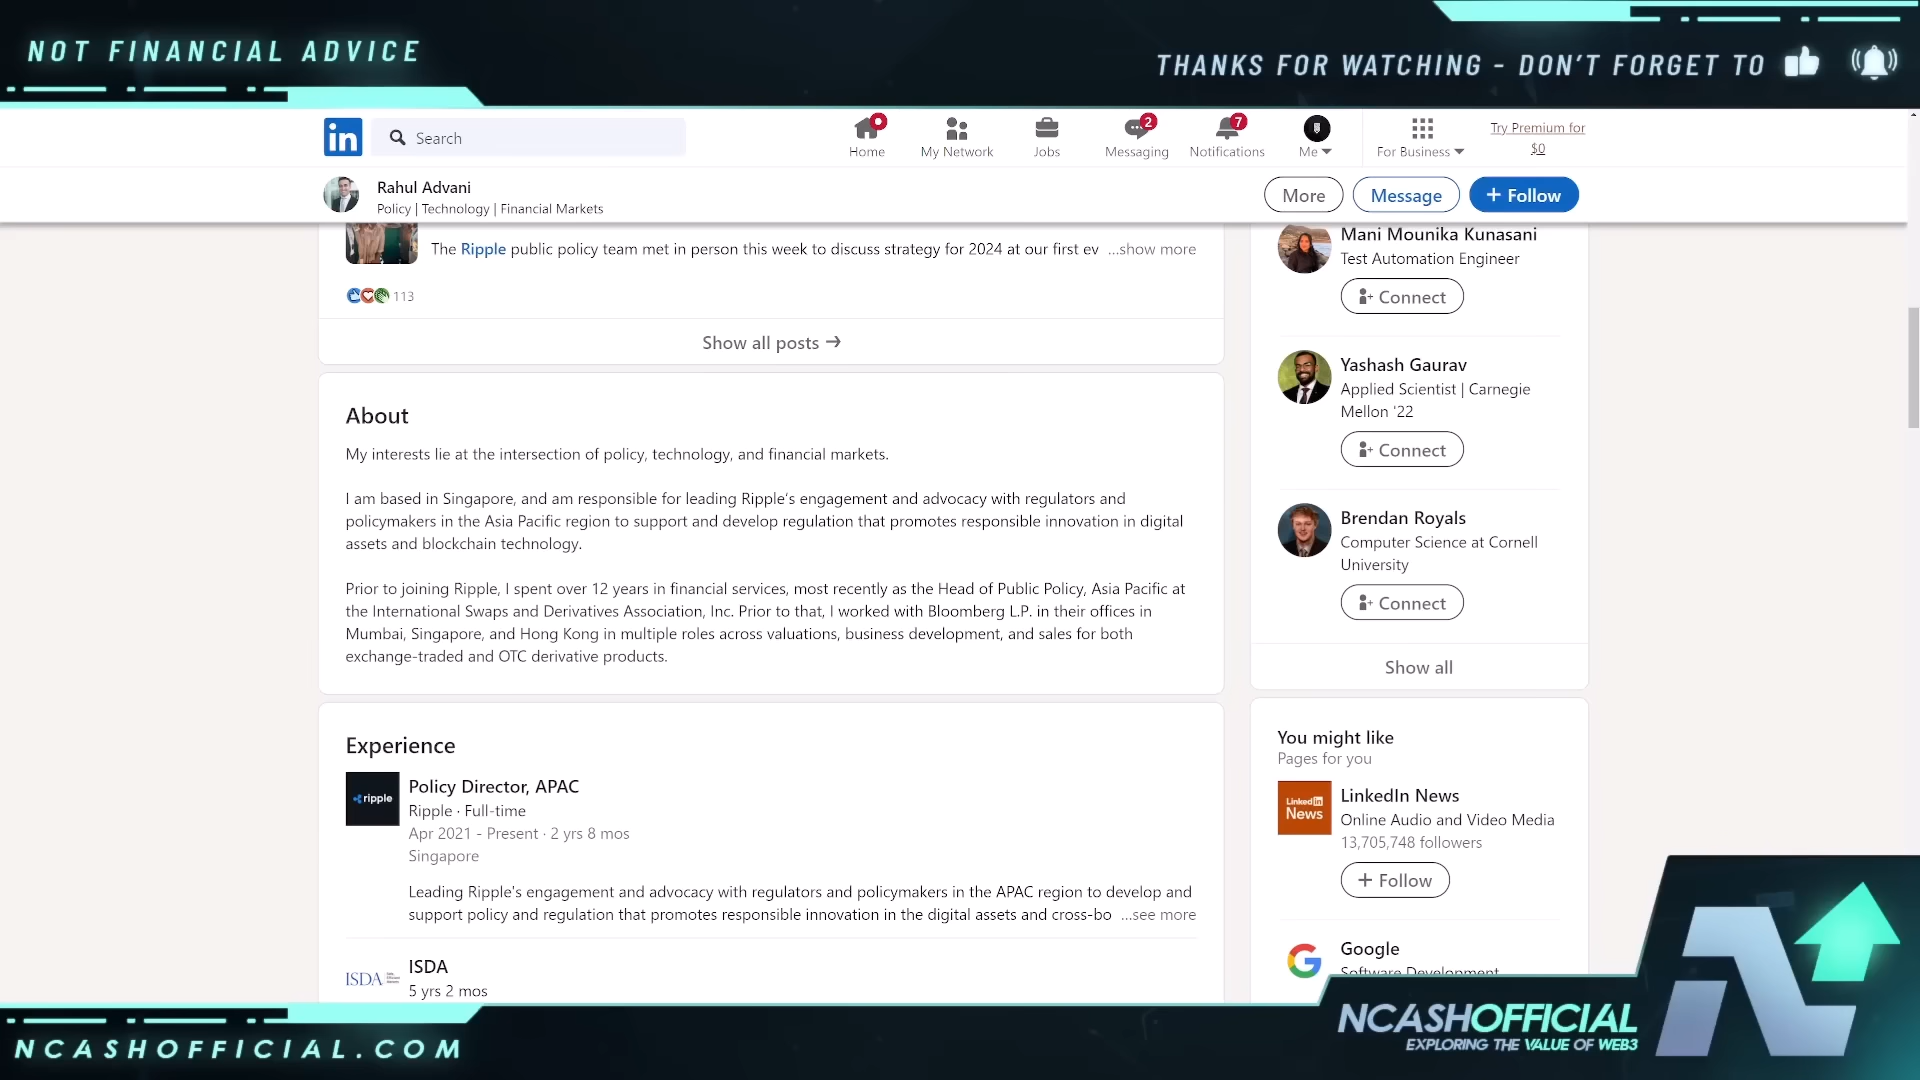 NOT FINANCIAL ADVICE
THANKS FOR WATCHING - DON'T FORGET TO
in
Search
Home
My Network
Jobs
2
Messaging
7
Notifications
Me
For Business
Try Premium for
$0
Rahul Advani
Policy | Technology | Financial Markets
More
Message
+ Follow
The Ripple public policy team met in person this week to discuss strategy for 2024 at our first ev ...show more
113
Show all posts →
About
My interests lie at the intersection of policy, technology, and financial markets.
I am based in Singapore, and am responsible for leading Ripple's engagement and advocacy with regulators and
policymakers in the Asia Pacific region to support and develop regulation that promotes responsible innovation in digital
assets and blockchain technology.
Prior to joining Ripple, I spent over 12 years in financial services, most recently as the Head of Public Policy, Asia Pacific at
the International Swaps and Derivatives Association, Inc. Prior to that, I worked with Bloomberg L.P. in their offices in
Mumbai, Singapore, and Hong Kong in multiple roles across valuations, business development, and sales for both
exchange-traded and OTC derivative products.
Experience
ripple
Policy Director, APAC
Ripple · Full-time
Apr 2021 - Present · 2 yrs 8 mos
Singapore
Leading Ripple's engagement and advocacy with regulators and policymakers in the APAC region to develop and
support policy and regulation that promotes responsible innovation in the digital assets and cross-bo ...see more
ISDA
ISDA
5 yrs 2 mos
Mani Mounika Kunasani
Test Automation Engineer
Connect
Yashash Gaurav
Applied Scientist | Carnegie
Mellon '22
Connect
Brendan Royals
Computer Science at Cornell
University
Connect
Show all
You might like
Pages for you
Linked in
News
LinkedIn News
Online Audio and Video Media
13,705,748 followers
+ Follow
Google
Software Development
NCASHOFFICIAL.COM
NCASHOFFICIAL
EXPLORING THE VALUE OF WEB3